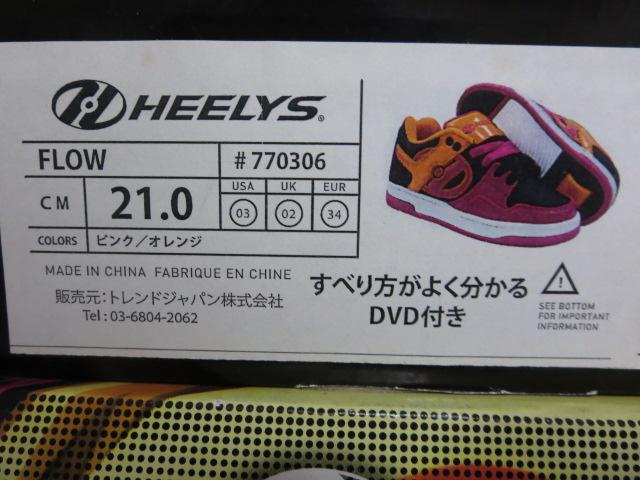 HEELYS®
FLOW #770306
CM 21.0 USA 03 UK 02 EUR 34
COLORS ピンク／オレンジ
MADE IN CHINA FABRIQUE EN CHINE
販売元：トレンドジャパン株式会社
Tel : 03-6804-2062
すべり方がよく分かる
DVD付き
SEE BOTTOM
FOR IMPORTANT
INFORMATION